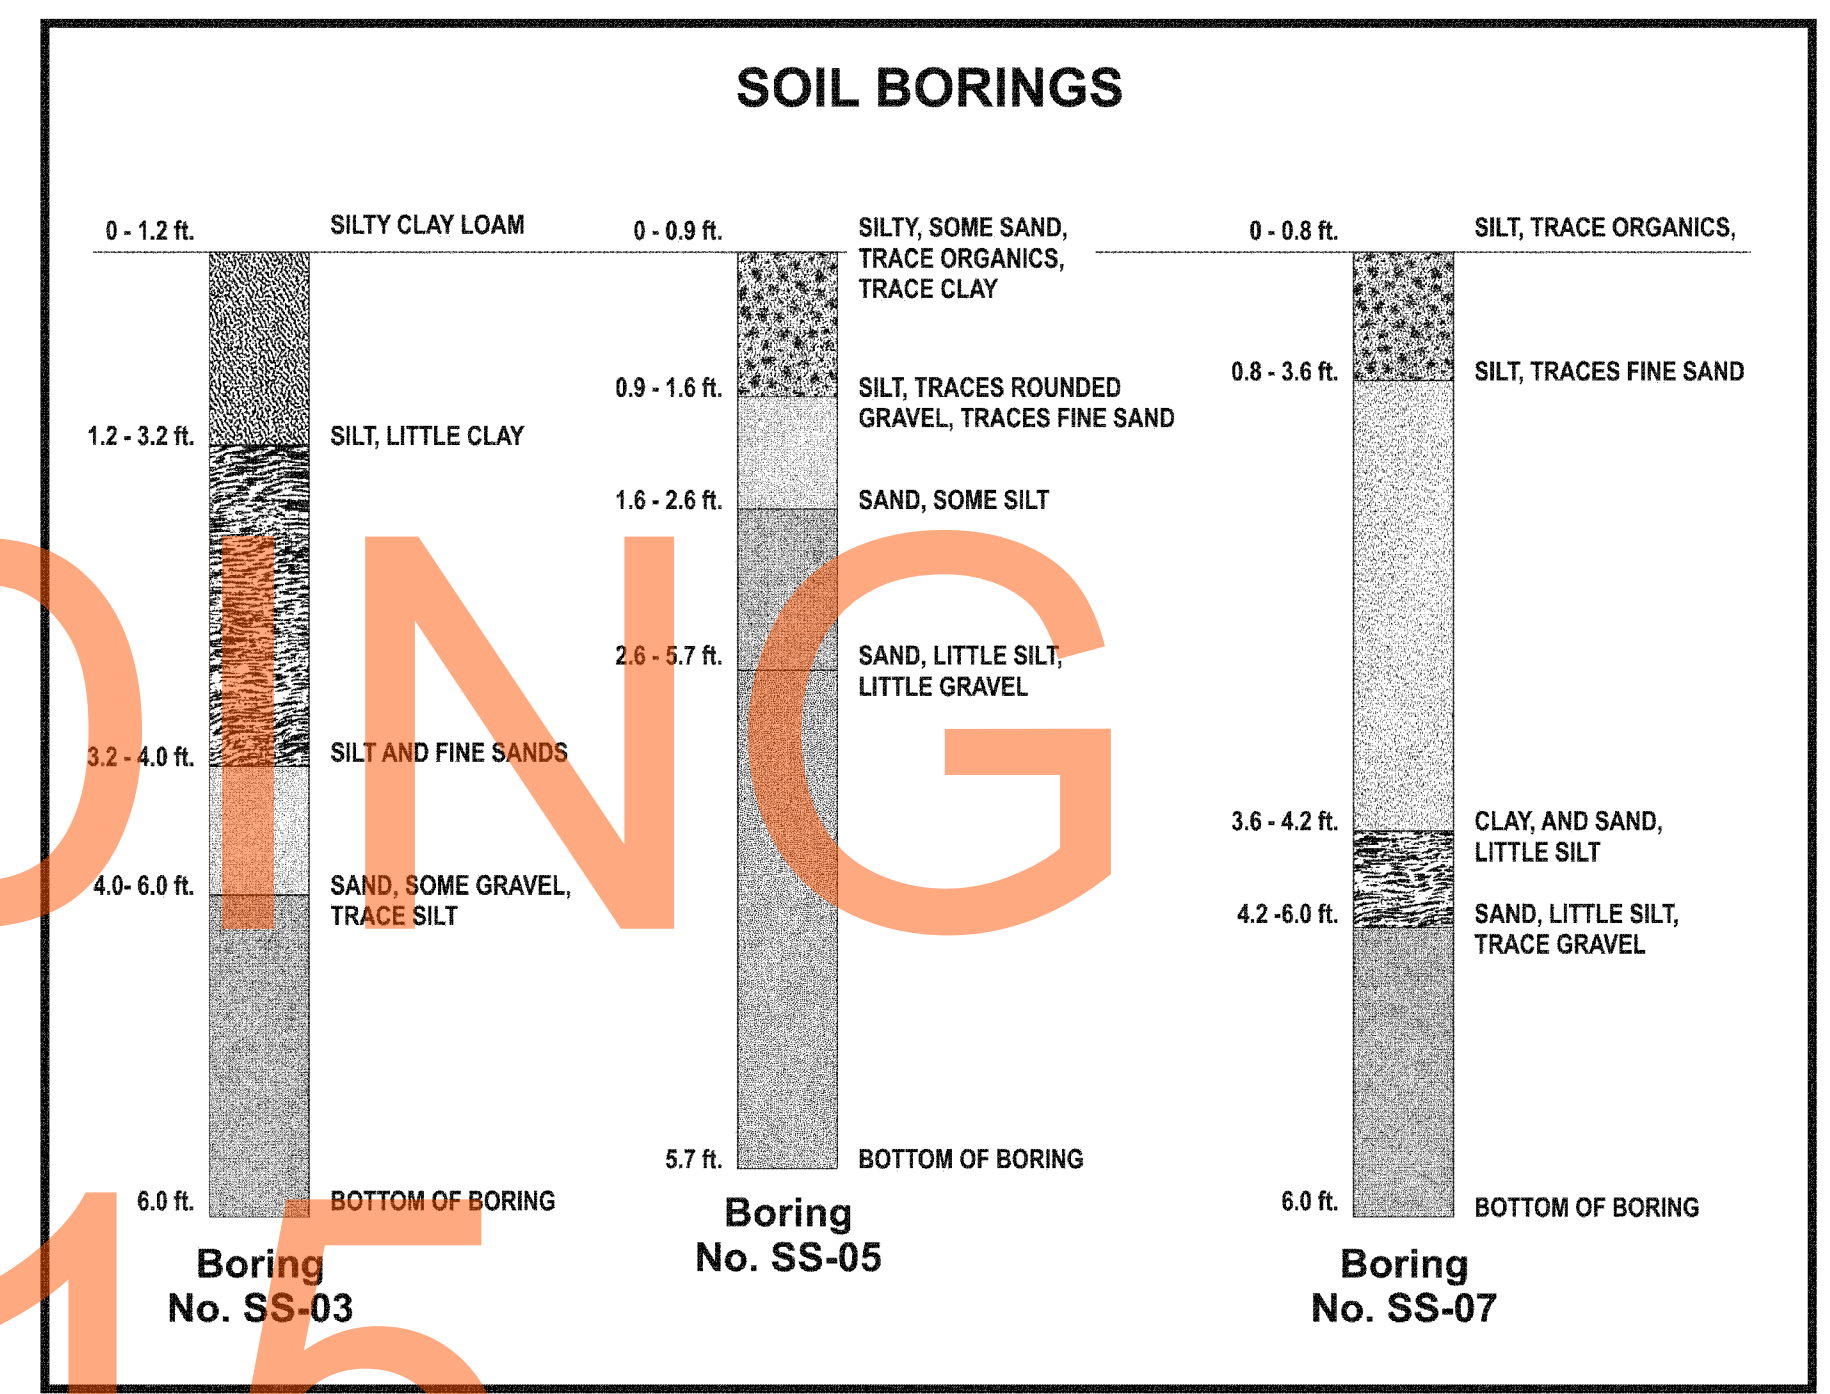 SOIL BORINGS
0 - 1.2 ft.
SILTY CLAY LOAM
1.2 - 3.2 ft.
SILT, LITTLE CLAY
3.2 - 4.0 ft.
SILT AND FINE SANDS
4.0- 6.0 ft.
SAND, SOME GRAVEL,
TRACE SILT
6.0 ft.
BOTTOM OF BORING
Boring
No. SS-03
0 - 0.9 ft.
SILTY, SOME SAND,
TRACE ORGANICS,
TRACE CLAY
0.9 - 1.6 ft.
SILT, TRACES ROUNDED
GRAVEL, TRACES FINE SAND
1.6 - 2.6 ft.
SAND, SOME SILT
2.6 - 5.7 ft.
SAND, LITTLE SILT,
LITTLE GRAVEL
5.7 ft.
BOTTOM OF BORING
Boring
No. SS-05
0 - 0.8 ft.
SILT, TRACE ORGANICS,
0.8 - 3.6 ft.
SILT, TRACES FINE SAND
3.6 - 4.2 ft.
CLAY, AND SAND,
LITTLE SILT
4.2 -6.0 ft.
SAND, LITTLE SILT,
TRACE GRAVEL
6.0 ft.
BOTTOM OF BORING
Boring
No. SS-07
ING
15